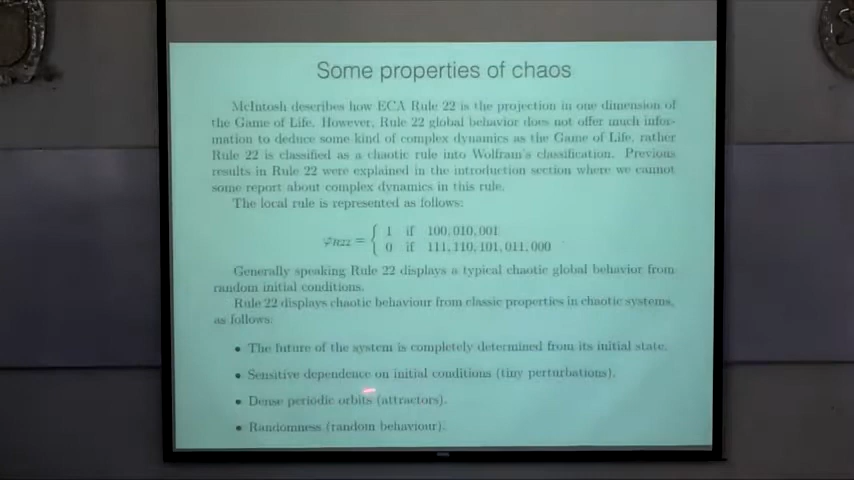 Some properties of chaos
McIntosh describes how ECA Rule 22 is the projection in one dimension of
the Game of Life. However, Rule 22 global behavior does not offer much infor-
mation to deduce some kind of complex dynamics as the Game of Life, rather
Rule 22 is classified as a chaotic rule into Wolfram's classification. Previous
results in Rule 22 were explained in the introduction section where we cannot
some report about complex dynamics in this rule.
The local rule is represented as follows:
φR22 = { 1 if 100, 010, 001
0 if 111, 110, 101, 011, 000
Generally speaking Rule 22 displays a typical chaotic global behavior from
random initial conditions.
Rule 22 displays chaotic behaviour from classic properties in chaotic systems,
as follows:
• The future of the system is completely determined from its initial state.
• Sensitive dependence on initial conditions (tiny perturbations).
• Dense periodic orbits (attractors).
• Randomness (random behaviour).